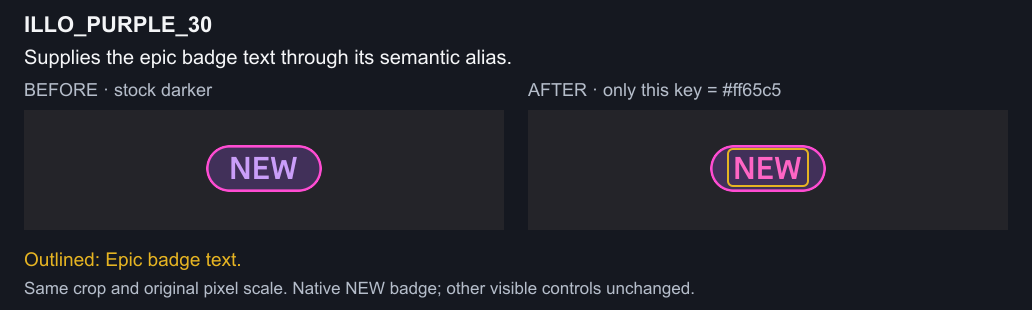 ILLO_PURPLE_30
Supplies the epic badge text through its semantic alias.
BEFORE · stock darker
AFTER · only this key = #ff65c5
NEW
NEW
Outlined: Epic badge text.
Same crop and original pixel scale. Native NEW badge; other visible controls unchanged.